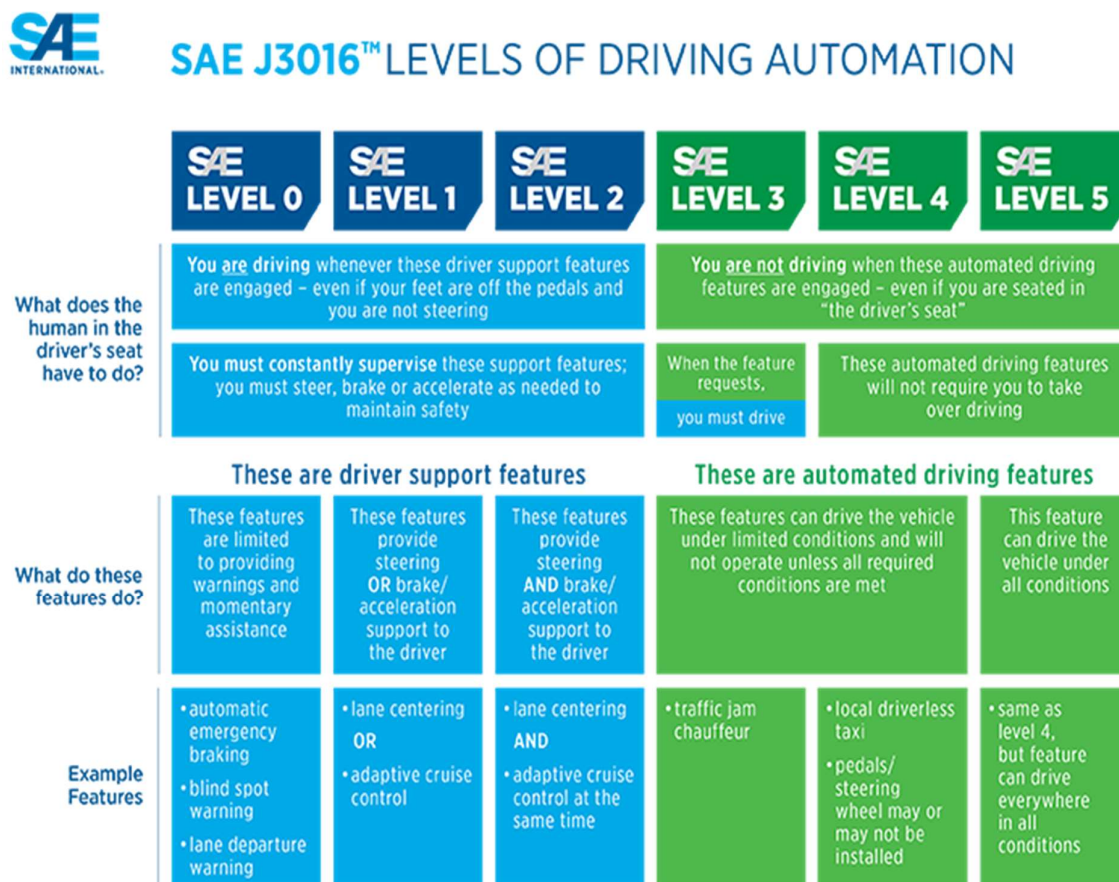 SAE
INTERNATIONAL®
SAE J3016™ LEVELS OF DRIVING AUTOMATION
SAE
LEVEL 0
SAE
LEVEL 1
SAE
LEVEL 2
SAE
LEVEL 3
SAE
LEVEL 4
SAE
LEVEL 5
What does the
human in the
driver's seat
have to do?
You are driving whenever these driver support features
are engaged – even if your feet are off the pedals and
you are not steering
You are not driving when these automated driving
features are engaged – even if you are seated in
“the driver's seat”
You must constantly supervise these support features;
you must steer, brake or accelerate as needed to
maintain safety
When the feature
requests,
you must drive
These automated driving features
will not require you to take
over driving
These are driver support features
These are automated driving features
What do these
features do?
These features
are limited
to providing
warnings and
momentary
assistance
These features
provide
steering
OR brake/
acceleration
support to
the driver
These features
provide
steering
AND brake/
acceleration
support to
the driver
These features can drive the vehicle
under limited conditions and will
not operate unless all required
conditions are met
This feature
can drive the
vehicle under
all conditions
Example
Features
• automatic
emergency
braking
• blind spot
warning
• lane departure
warning
• lane centering
OR
• adaptive cruise
control
• lane centering
AND
• adaptive cruise
control at the
same time
• traffic jam
chauffeur
• local driverless
taxi
• pedals/
steering
wheel may or
may not be
installed
• same as
level 4,
but feature
can drive
everywhere
in all
conditions